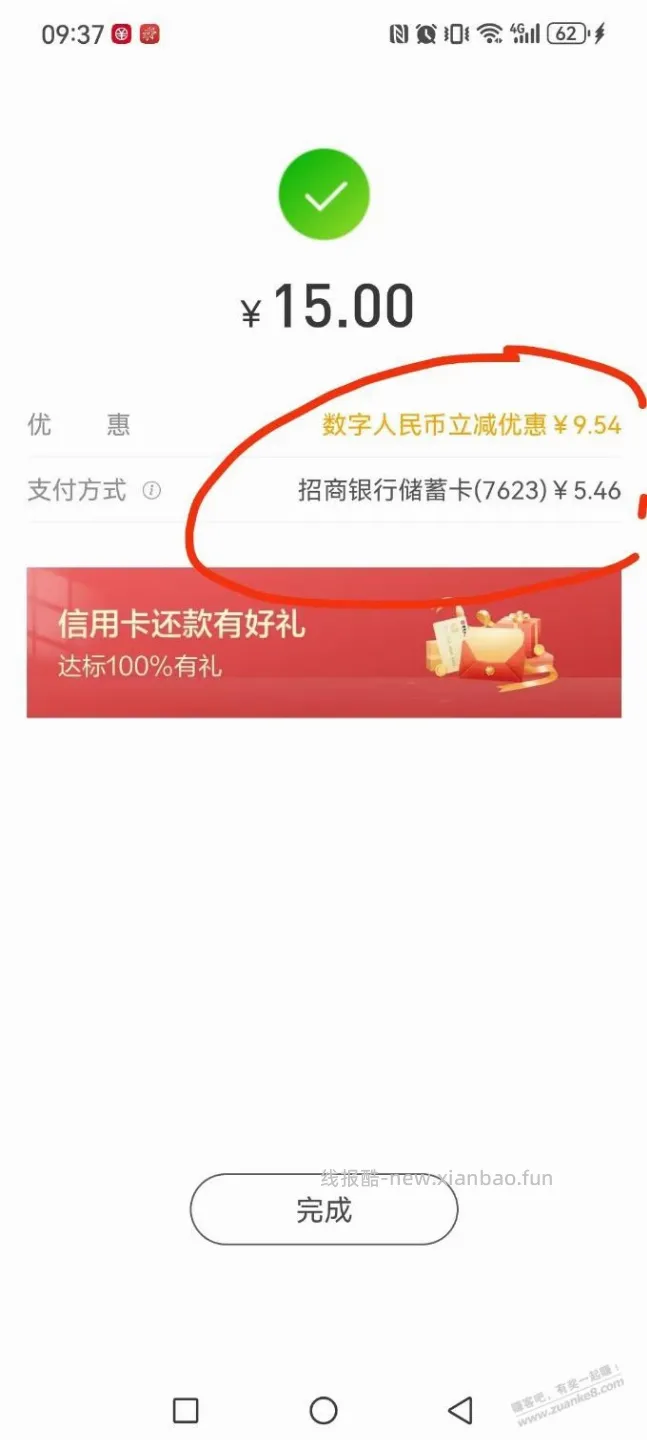 09:37
4G 62
¥ 15.00
优惠 数字人民币立减优惠¥9.54
支付方式 招商银行储蓄卡(7623)¥5.46
信用卡还款有好礼
达标100%有礼
线报酷-new.xianbao.fun
完成
赚客吧，有奖一起赚！
www.zuanke8.com